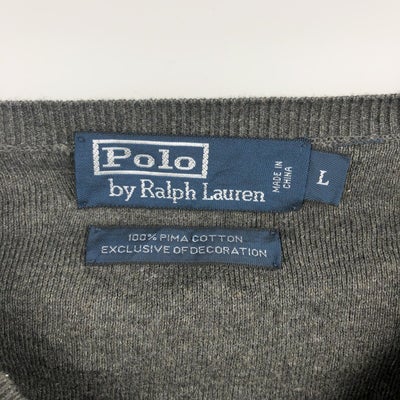 Polo
by Ralph Lauren
MADE IN
CHINA
L
100% PIMA COTTON
EXCLUSIVE OF DECORATION